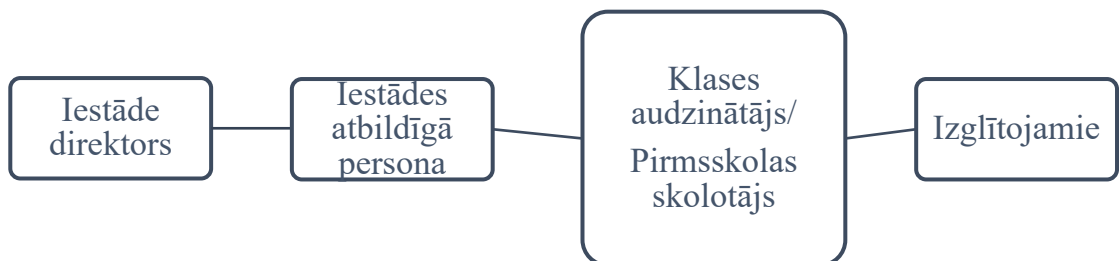 Iestāde
direktors
Iestādes
atbildīgā
persona
Klases
audzinātājs/
Pirmsskolas
skolotājs
Izglītojamie